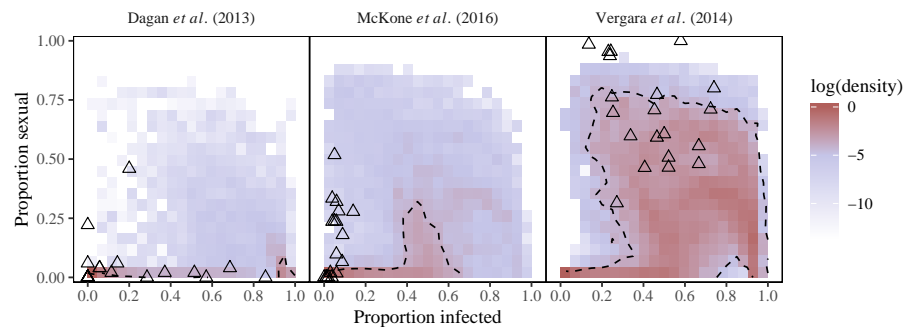 Dagan et al. (2013) McKone et al. (2016) Vergara et al. (2014)
Proportion sexual
1.00
0.75
0.50
0.25
0.00
0.0 0.2 0.4 0.6 0.8 1.0 0.0 0.2 0.4 0.6 0.8 1.0 0.0 0.2 0.4 0.6 0.8 1.0
Proportion infected
log(density)
0
−5
−10